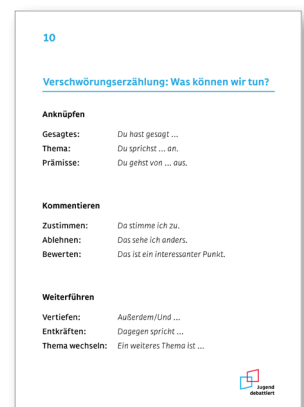 10
Verschwörungserzählung: Was können wir tun?
Anknüpfen
Gesagtes: Du hast gesagt ...
Thema: Du sprichst ... an.
Prämisse: Du gehst von ... aus.
Kommentieren
Zustimmen: Da stimme ich zu.
Ablehnen: Das sehe ich anders.
Bewerten: Das ist ein interessanter Punkt.
Weiterführen
Vertiefen: Außerdem/Und ...
Entkräften: Dagegen spricht ...
Thema wechseln: Ein weiteres Thema ist ...
Jugend
debattiert